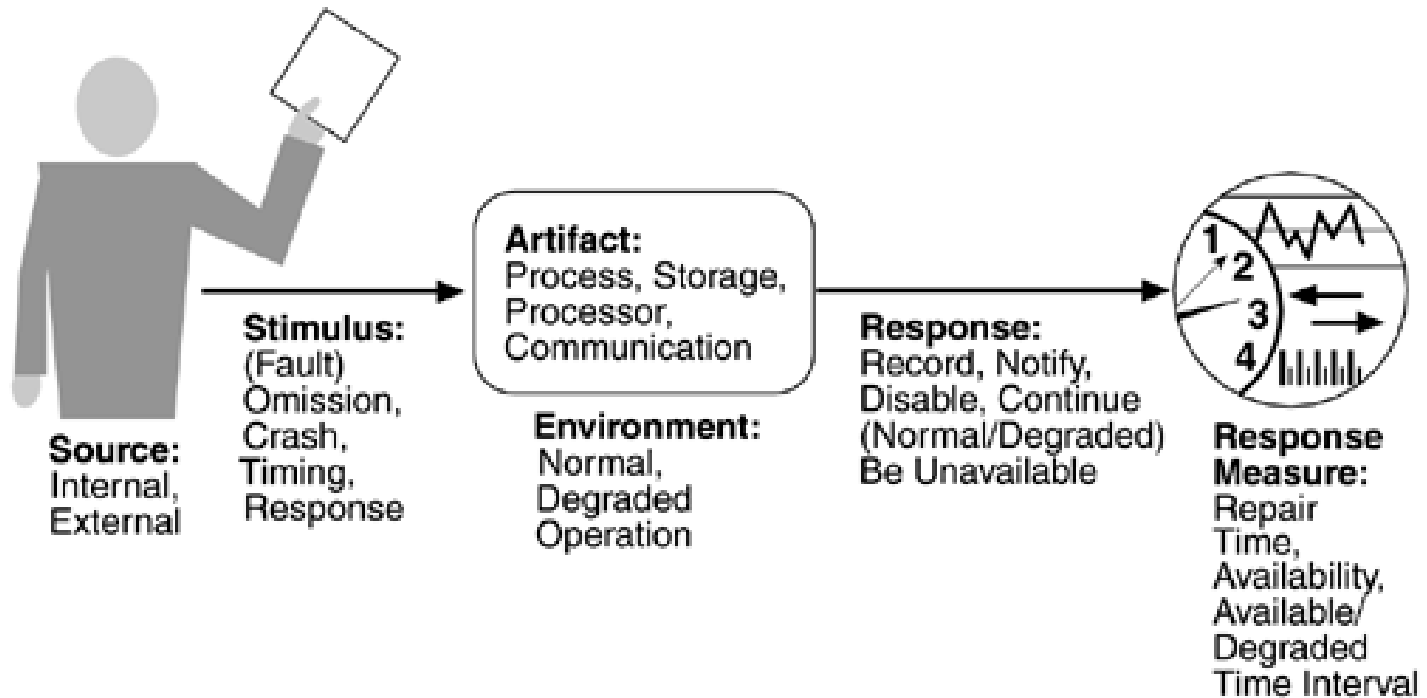 Source:
Internal,
External
Stimulus:
(Fault)
Omission,
Crash,
Timing,
Response
Artifact:
Process, Storage,
Processor,
Communication
Environment:
Normal,
Degraded
Operation
Response:
Record, Notify,
Disable, Continue
(Normal/Degraded)
Be Unavailable
1
2
3
4
Response
Measure:
Repair
Time,
Availability,
Available/
Degraded
Time Interval